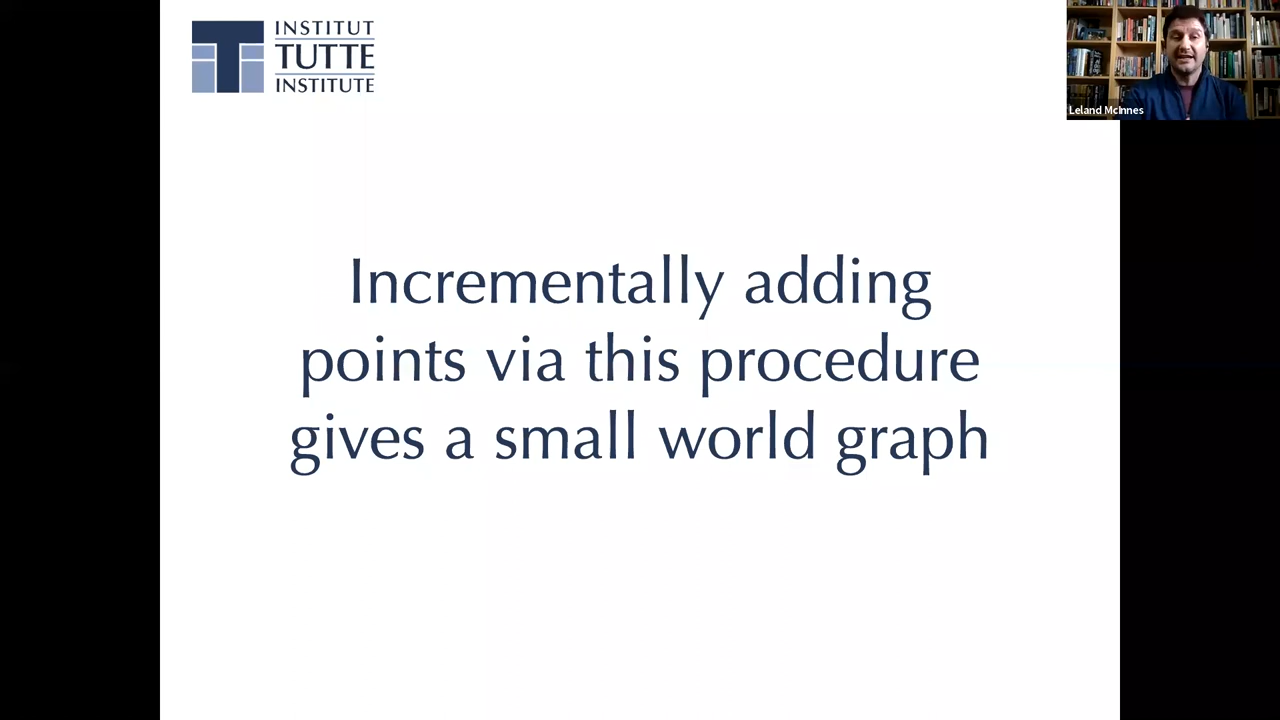 INSTITUT
TUTTE
INSTITUTE
Leland McInnes
Incrementally adding
points via this procedure
gives a small world graph